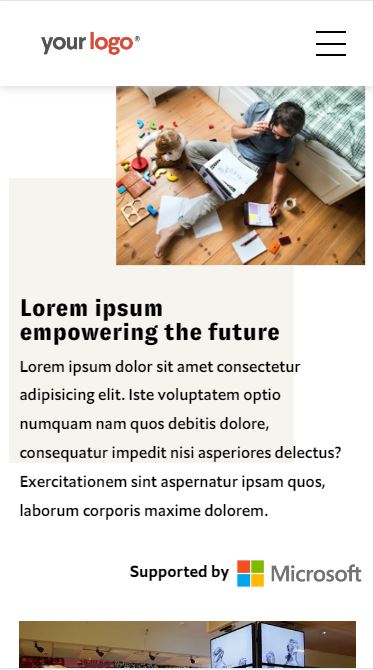 your logo®
Lorem ipsum
empowering the future
Lorem ipsum dolor sit amet consectetur
adipisicing elit. Iste voluptatem optio
numquam nam quos debitis dolore,
consequatur impedit nisi asperiores delectus?
Exercitationem sint aspernatur ipsam quos,
laborum corporis maxime dolorem.
Supported by Microsoft